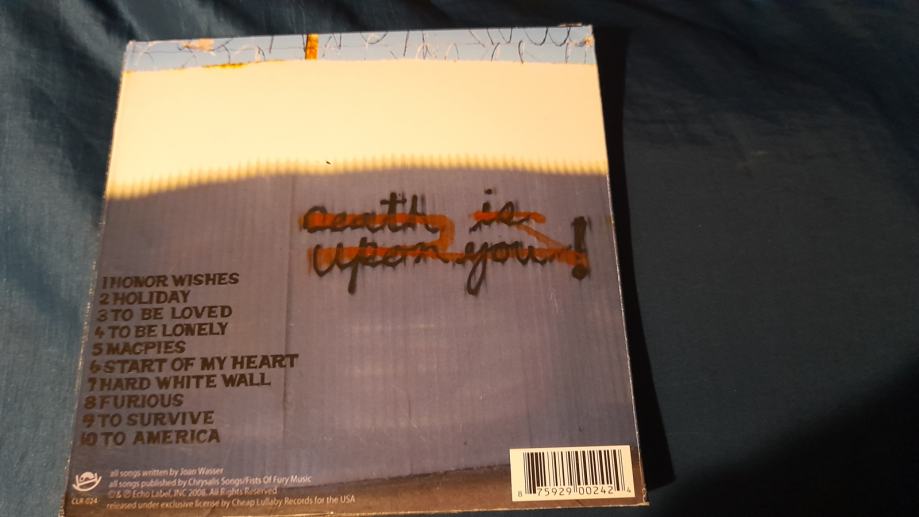 death is
upon you!
1 HONOR WISHES
2 HOLIDAY
3 TO BE LOVED
4 TO BE LONELY
5 MACPIES
6 START OF MY HEART
7 HARD WHITE WALL
8 FURIOUS
9 TO SURVIVE
10 TO AMERICA
all songs written by Joan Wasser
all songs published by Chrysalis Songs/Fists Of Fury Music
© & ℗ Echo Label, INC 2008. All Rights Reserved
released under exclusive license by Cheap Lullaby Records for the USA
CLR-024
8 75929 00242 4